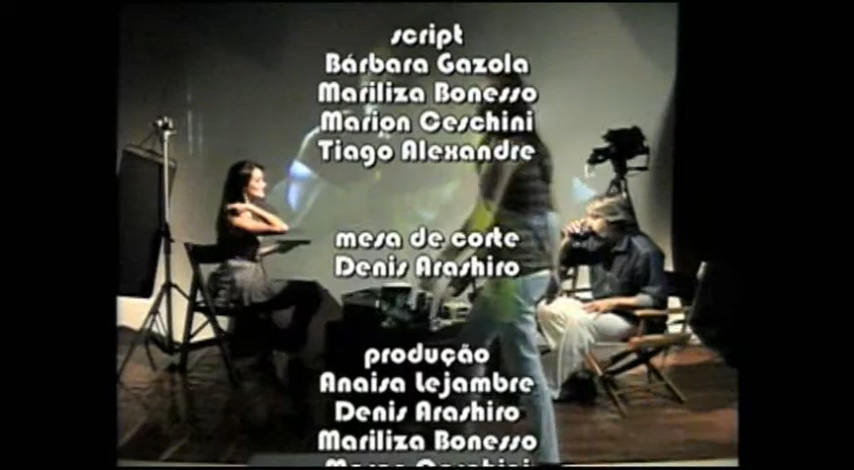 script
Bárbara Gazola
Mariliza Bonesso
Marion Ceschini
Tiago Alexandre
mesa de corte
Denis Arashiro
produção
Anaisa Lejambre
Denis Arashiro
Mariliza Bonesso